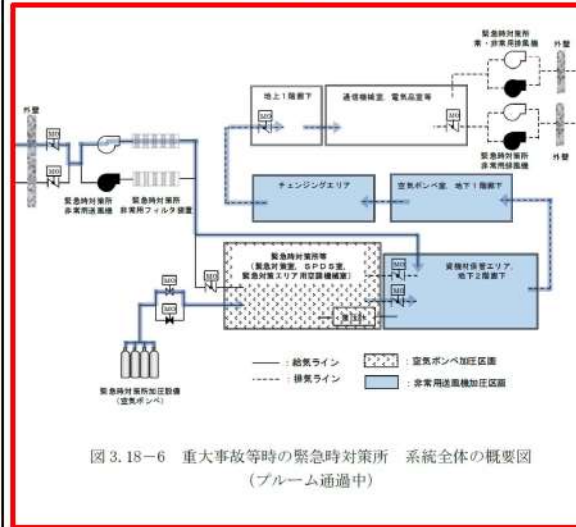 緊急時対策所
常・非常用排風機
外壁
外壁
地上1階廊下
通信機械室、電気品室等
MO
MO
MO
MO
緊急時対策所
非常用送風機
緊急時対策所
非常用フィルタ装置
緊急時対策所
非常用排風機
外壁
チェンジングエリア
空気ボンベ室、地下1階廊下
緊急時対策所等
(緊急対策室、SPDS室、
緊急対策エリア用空調機械室)
MO
MO
MO
MO
資機材保管エリア、
地下2階廊下
差圧計
緊急時対策所加圧設備
(空気ボンベ)
:給気ライン
:排気ライン
:空気ボンベ加圧区画
:非常用送風機加圧区画
図3.18-6 重大事故等時の緊急時対策所 系統全体の概要図
(プルーム通過中)